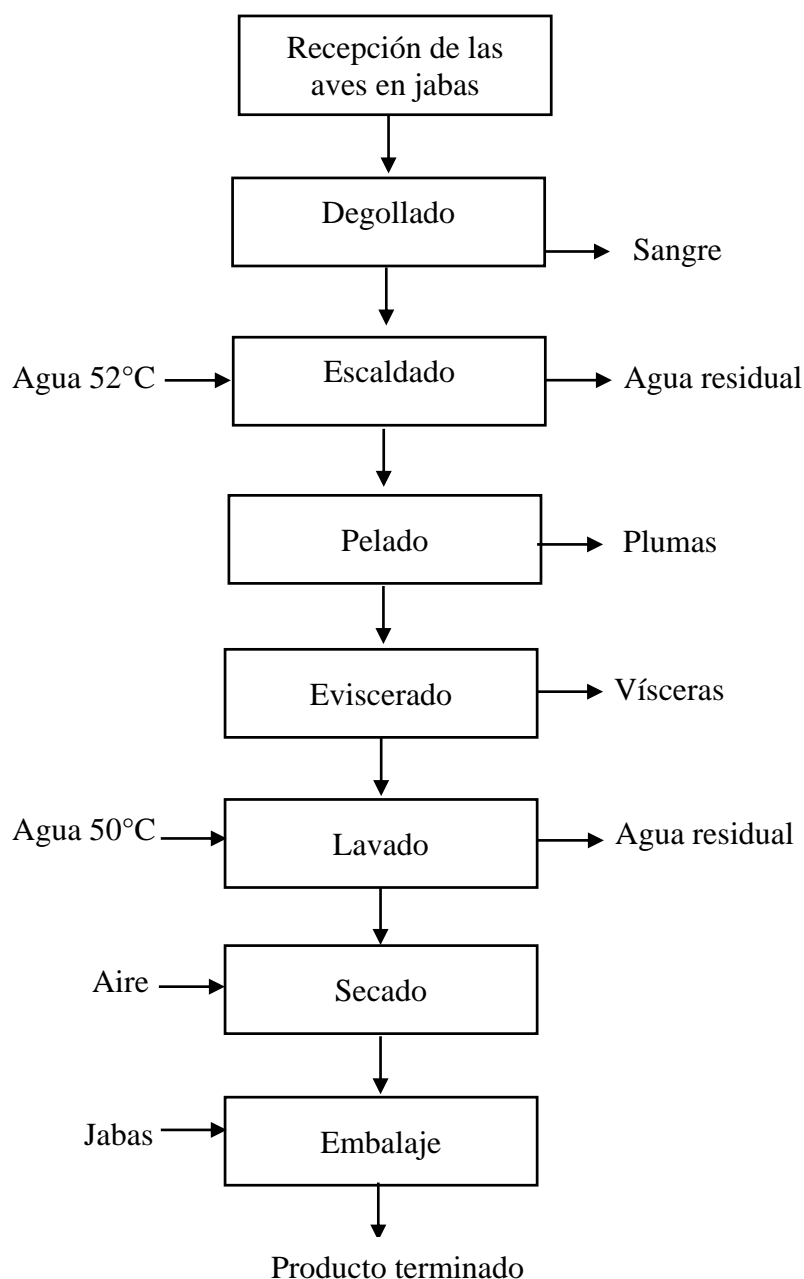 Recepción de las
aves en jabas
Degollado
Sangre
Agua 52°C
Escaldado
Agua residual
Pelado
Plumas
Eviscerado
Vísceras
Agua 50°C
Lavado
Agua residual
Aire
Secado
Jabas
Embalaje
Producto terminado